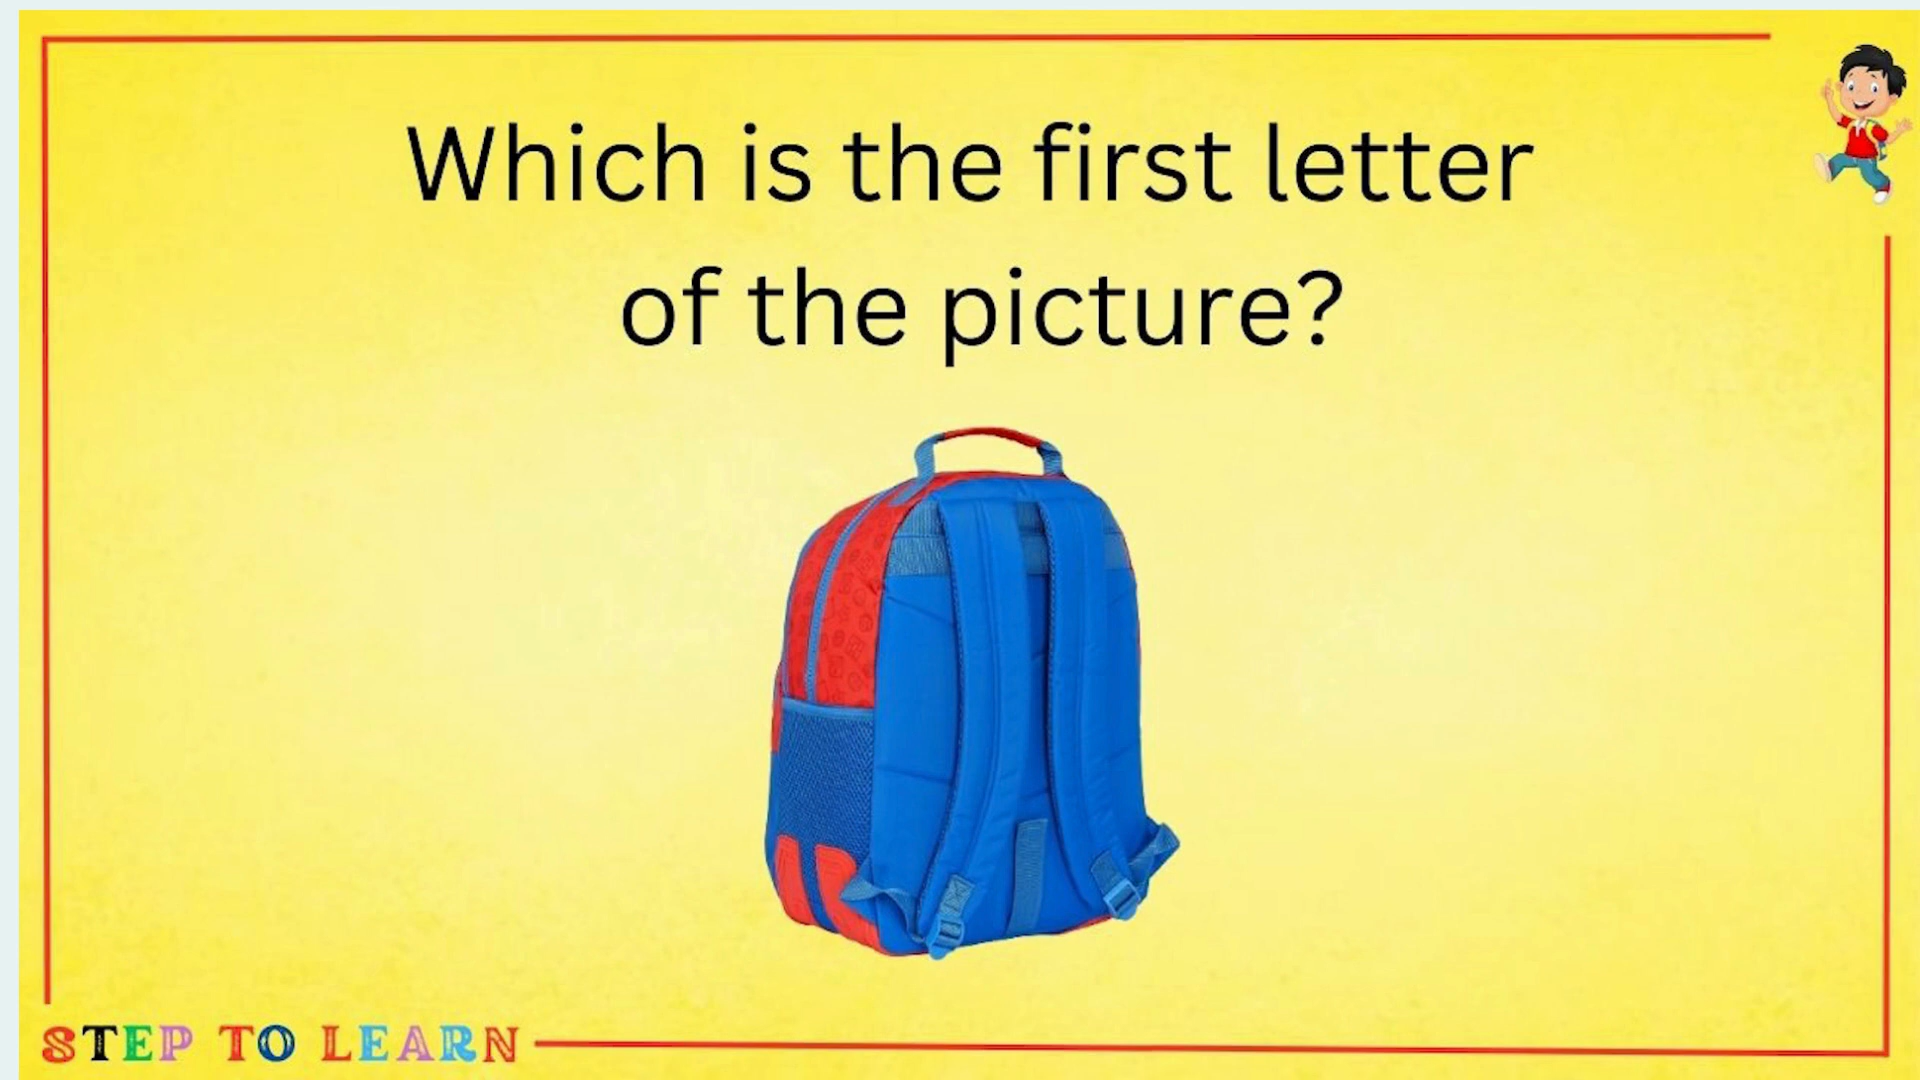 Which is the first letter
of the picture?
STEP TO LEARN